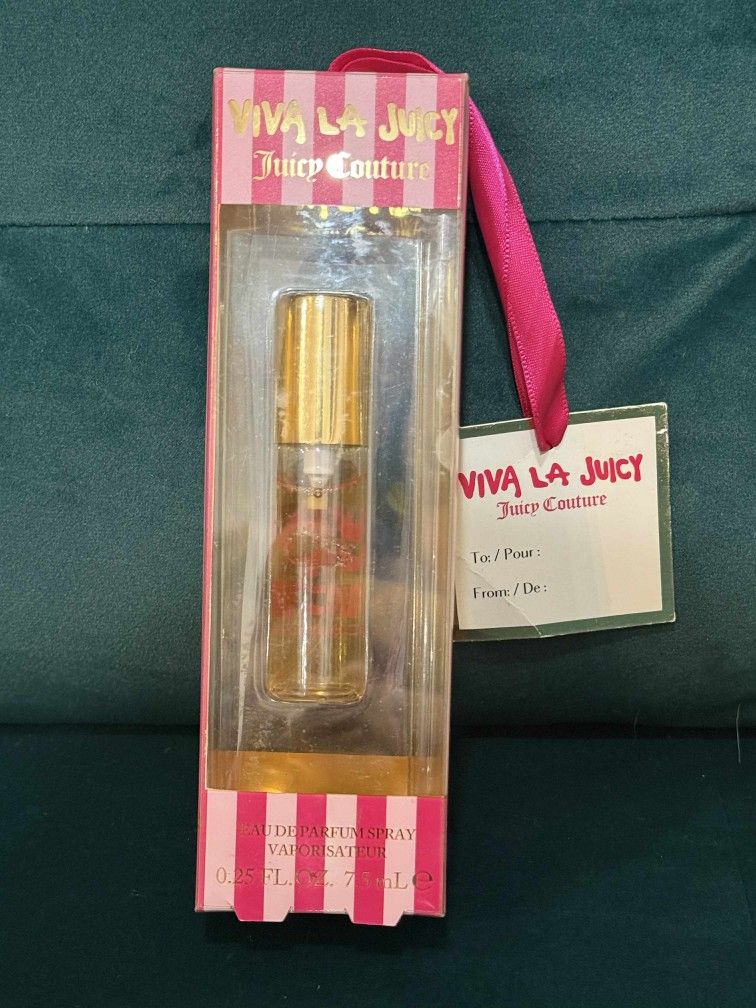 VIVA LA JUICY
Juicy Couture
VIVA LA JUICY
Juicy Couture
To: / Pour :
From: / De :
EAU DE PARFUM SPRAY
VAPORISATEUR
0.25 FL. OZ. 7.5 mL e